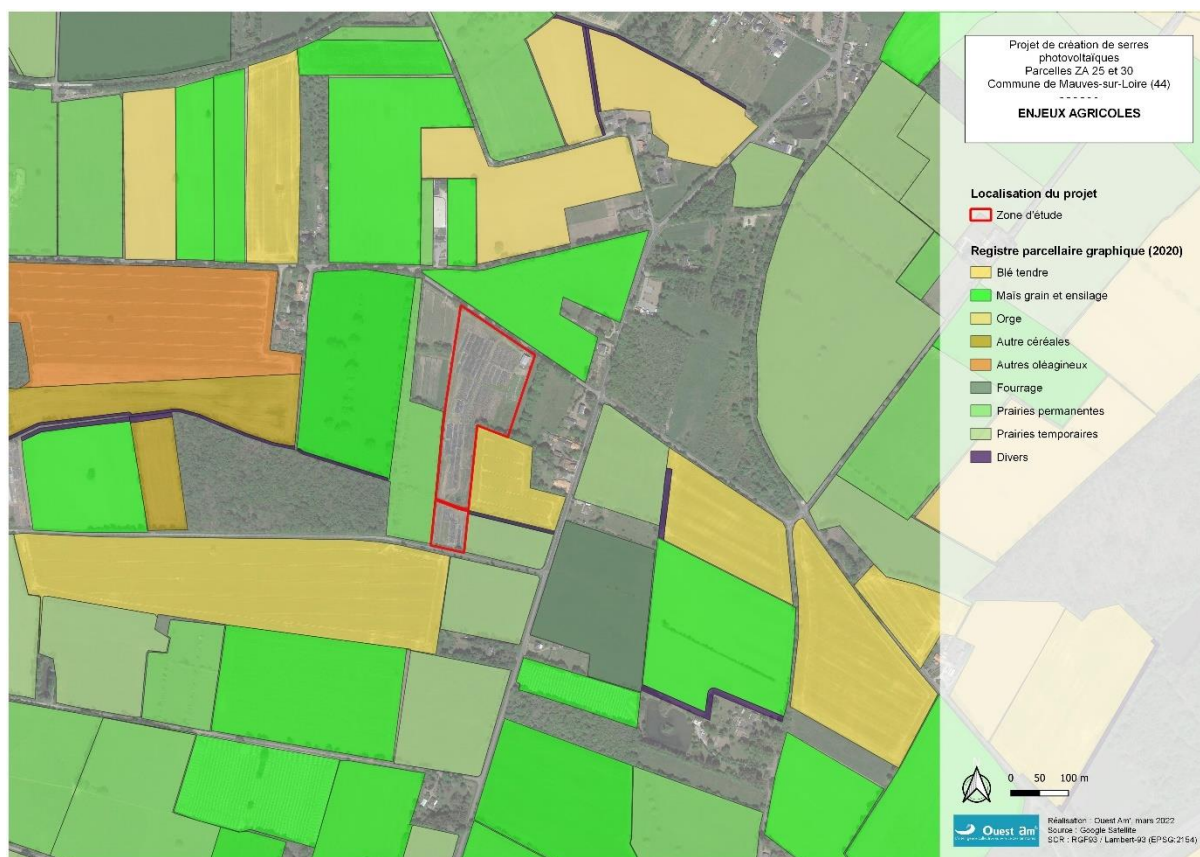 Projet de création de serres
photovoltaïques
Parcelles ZA 25 et 30
Commune de Mauves-sur-Loire (44)
------
ENJEUX AGRICOLES
Localisation du projet
Zone d'étude
Registre parcellaire graphique (2020)
Blé tendre
Maïs grain et ensilage
Orge
Autre céréales
Autres oléagineux
Fourrage
Prairies permanentes
Prairies temporaires
Divers
0 50 100 m
Ouest Am'
Réalisation : Ouest Am', mars 2022
Source : Google Satellite
SCR : RGF93 / Lambert-93 (EPSG:2154)